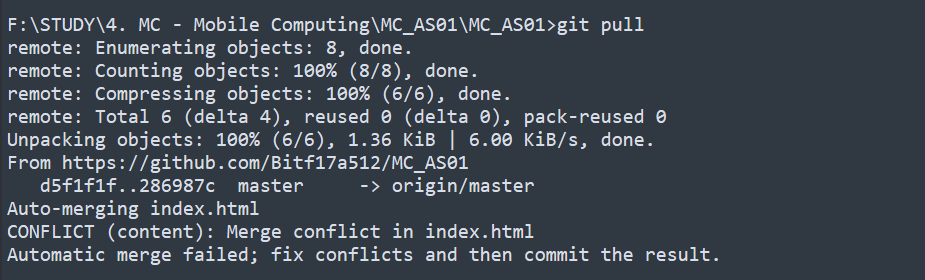 F:\STUDY\4. MC - Mobile Computing\MC_AS01\MC_AS01>git pull
remote: Enumerating objects: 8, done.
remote: Counting objects: 100% (8/8), done.
remote: Compressing objects: 100% (6/6), done.
remote: Total 6 (delta 4), reused 0 (delta 0), pack-reused 0
Unpacking objects: 100% (6/6), 1.36 KiB | 6.00 KiB/s, done.
From https://github.com/Bitf17a512/MC_AS01
   d5f1f1f..286987c  master     -> origin/master
Auto-merging index.html
CONFLICT (content): Merge conflict in index.html
Automatic merge failed; fix conflicts and then commit the result.